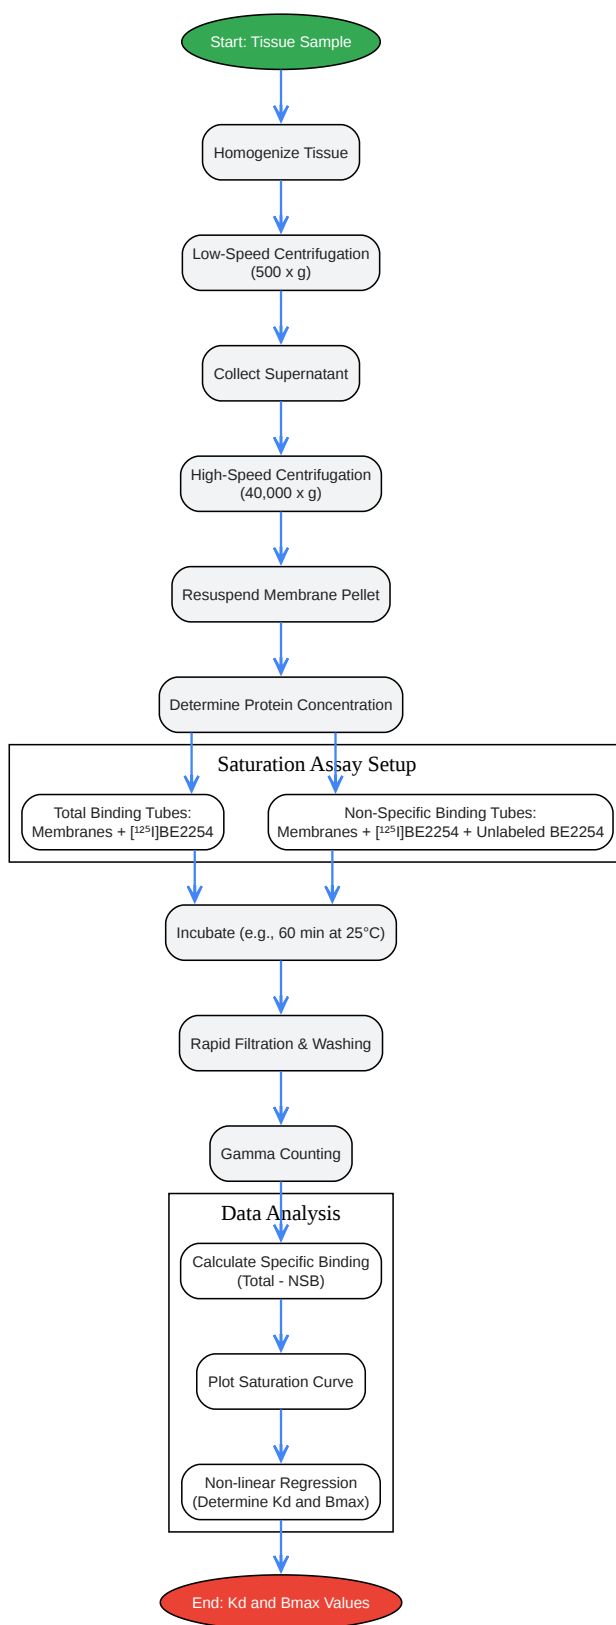 Start: Tissue Sample
Homogenize Tissue
Low-Speed Centrifugation
(500 x g)
Collect Supernatant
High-Speed Centrifugation
(40,000 x g)
Resuspend Membrane Pellet
Determine Protein Concentration
Saturation Assay Setup
Total Binding Tubes:
Membranes + [¹²⁵I]BE2254
Non-Specific Binding Tubes:
Membranes + [¹²⁵I]BE2254 + Unlabeled BE2254
Incubate (e.g., 60 min at 25°C)
Rapid Filtration & Washing
Gamma Counting
Data Analysis
Calculate Specific Binding
(Total - NSB)
Plot Saturation Curve
Non-linear Regression
(Determine Kd and Bmax)
End: Kd and Bmax Values